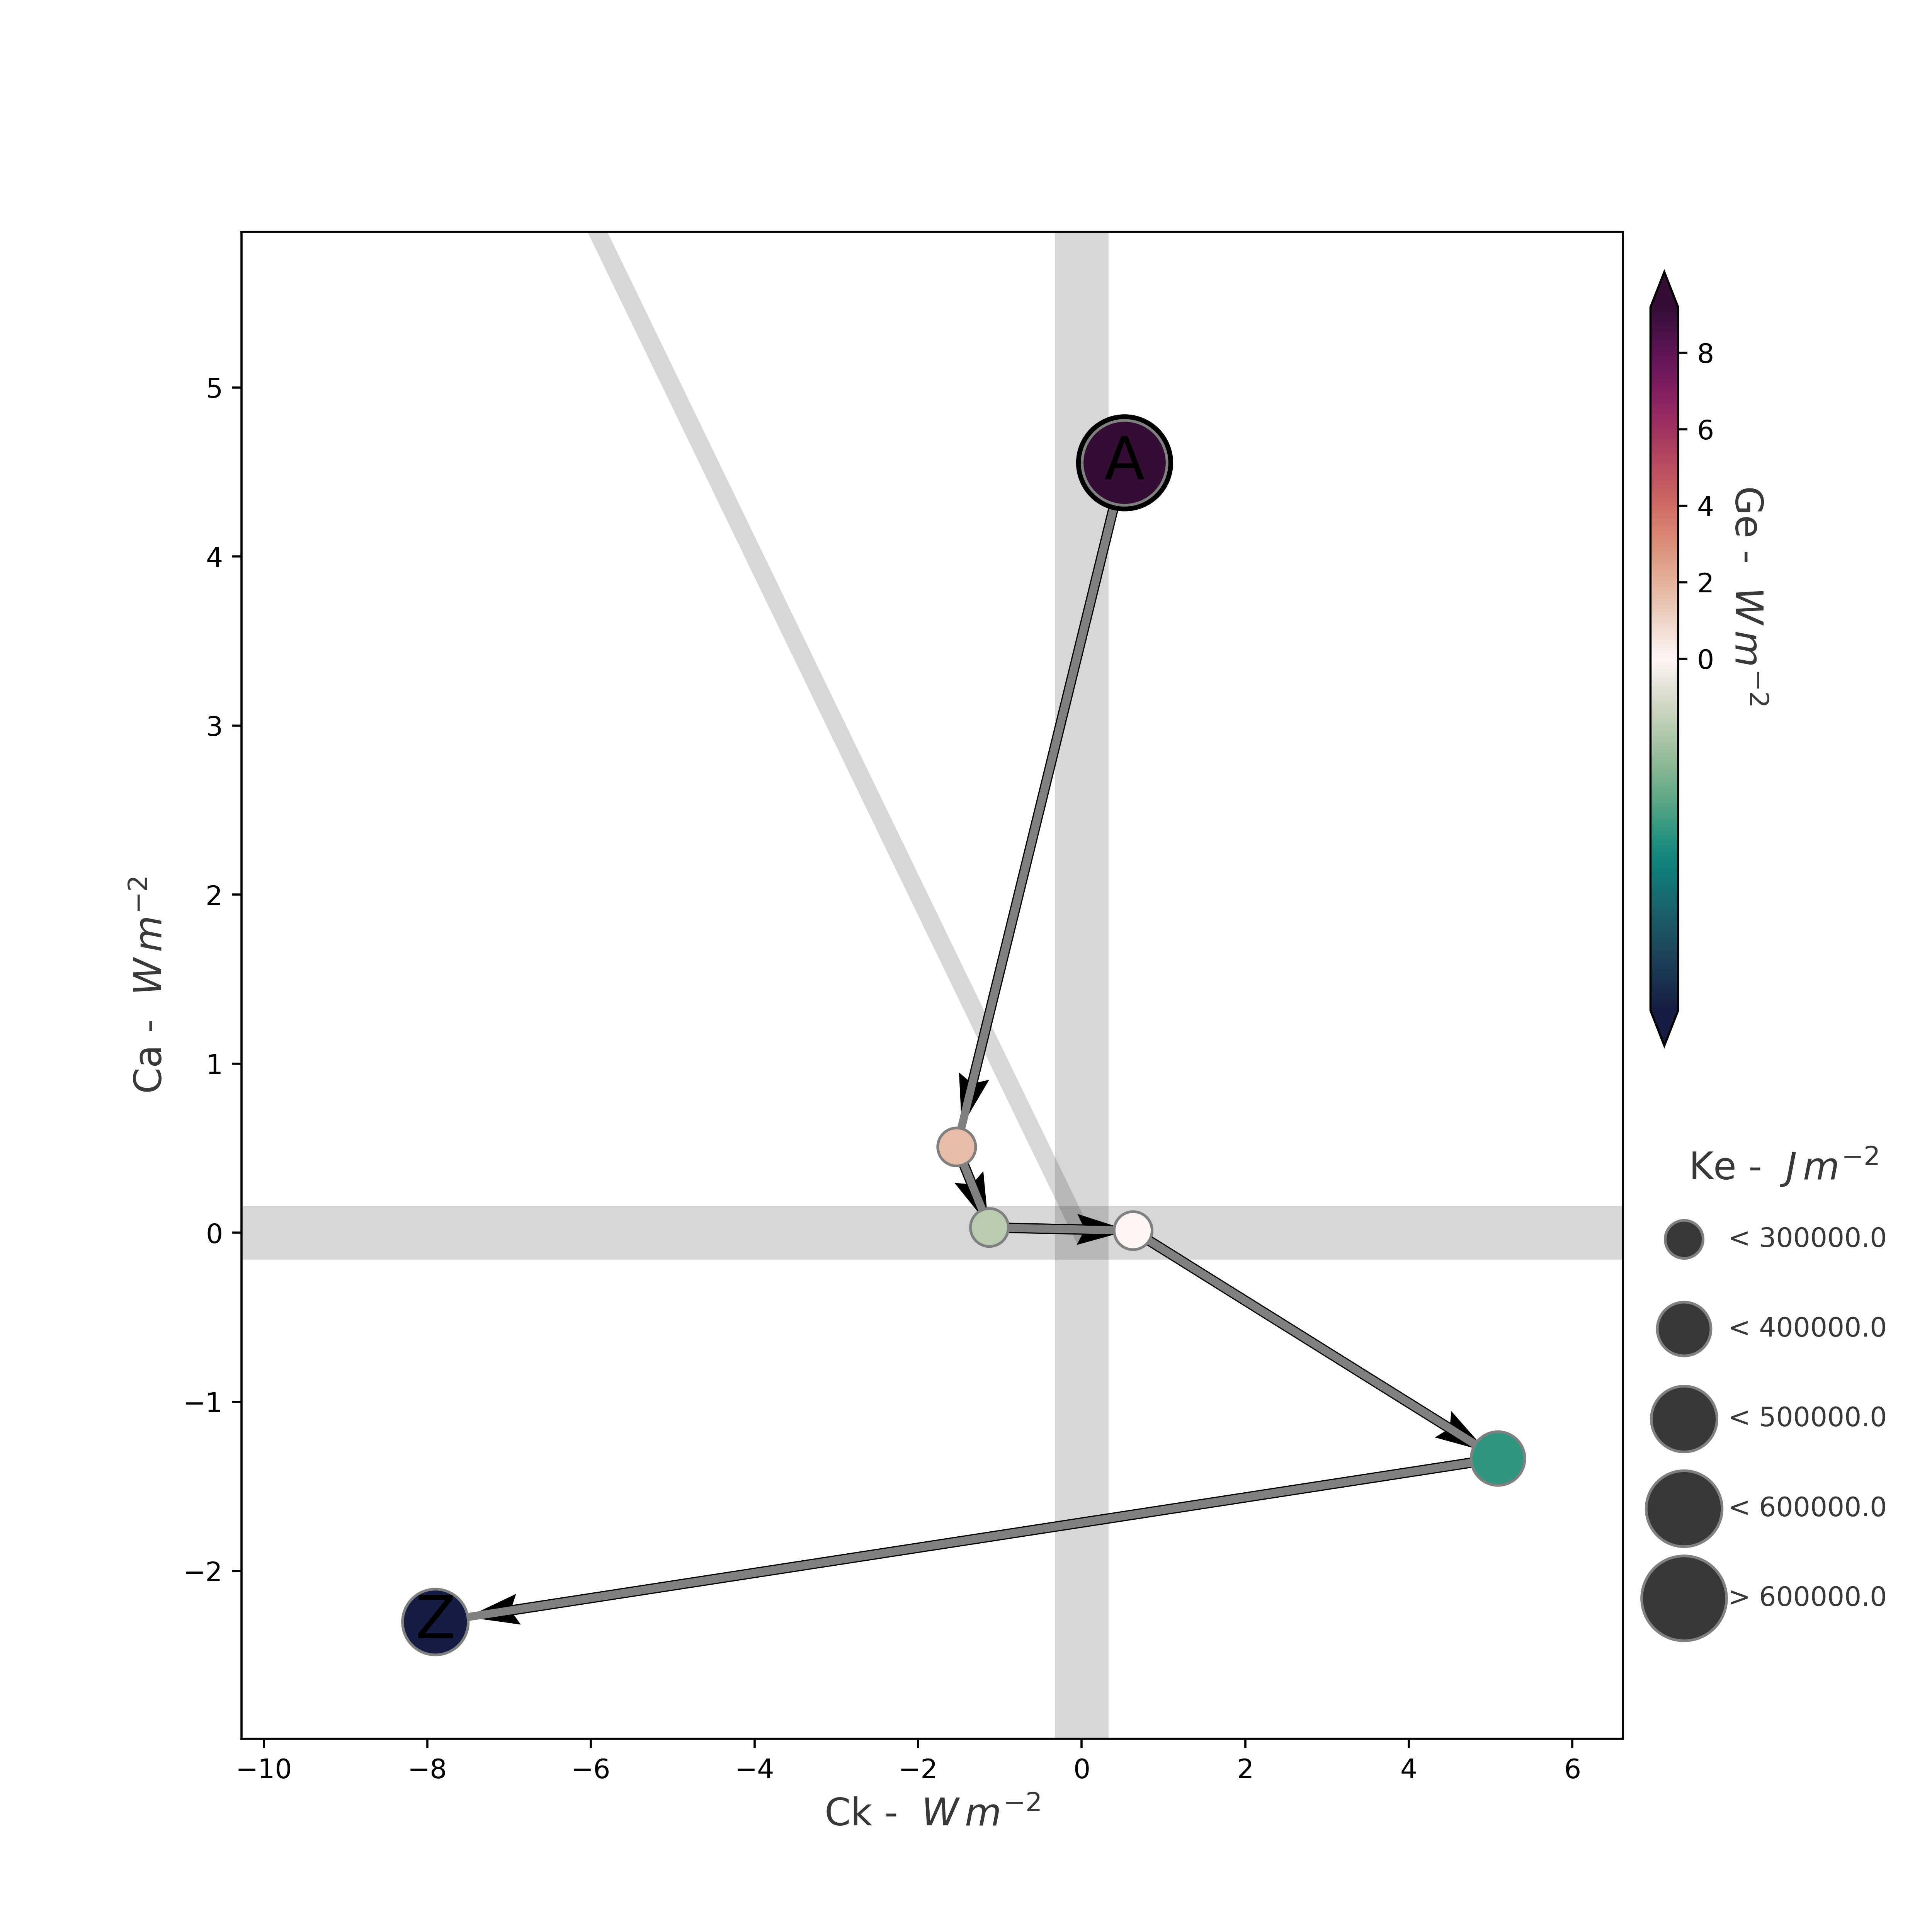 5
4
3
2
1
0
−1
−2
Ca - W m⁻²
A
Z
−10 −8 −6 −4 −2 0 2 4 6
Ck - W m⁻²
8
6
4
2
0
Ge - W m⁻²
Ke - J m⁻²
< 300000.0
< 400000.0
< 500000.0
< 600000.0
> 600000.0